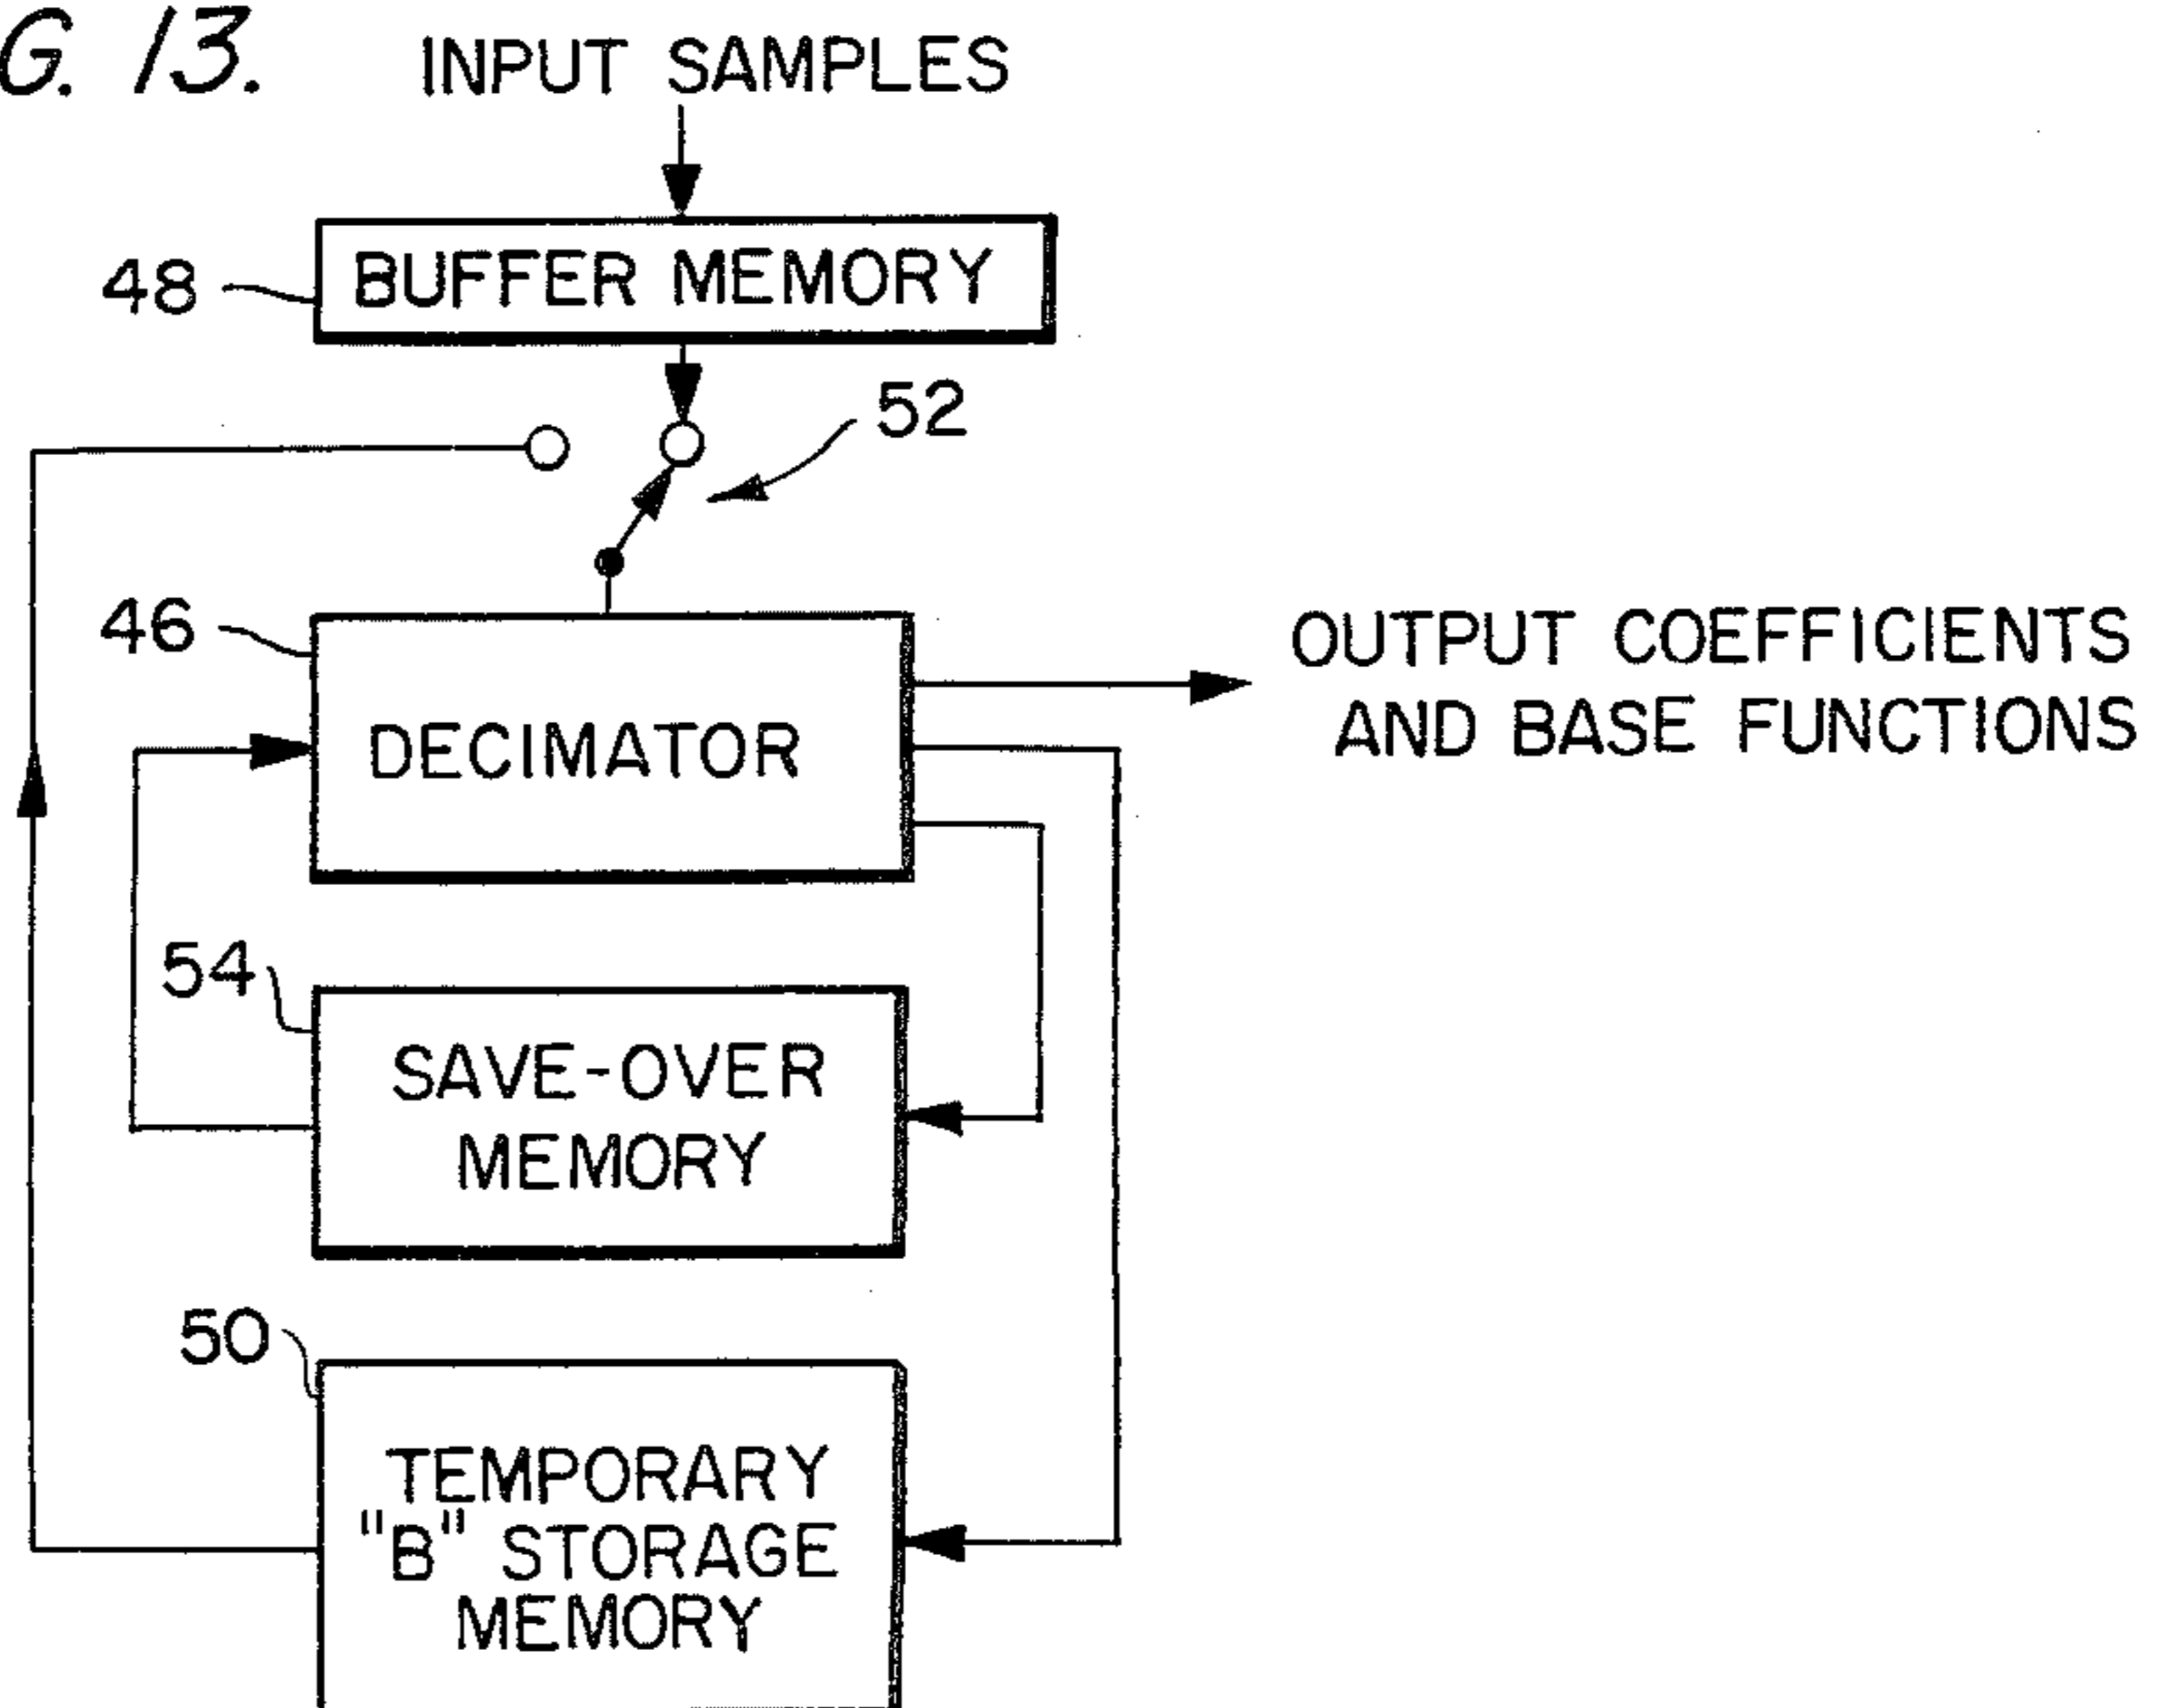 G. 13.
INPUT SAMPLES
48
BUFFER MEMORY
52
46
DECIMATOR
OUTPUT COEFFICIENTS
AND BASE FUNCTIONS
54
SAVE-OVER
MEMORY
50
TEMPORARY
"B" STORAGE
MEMORY